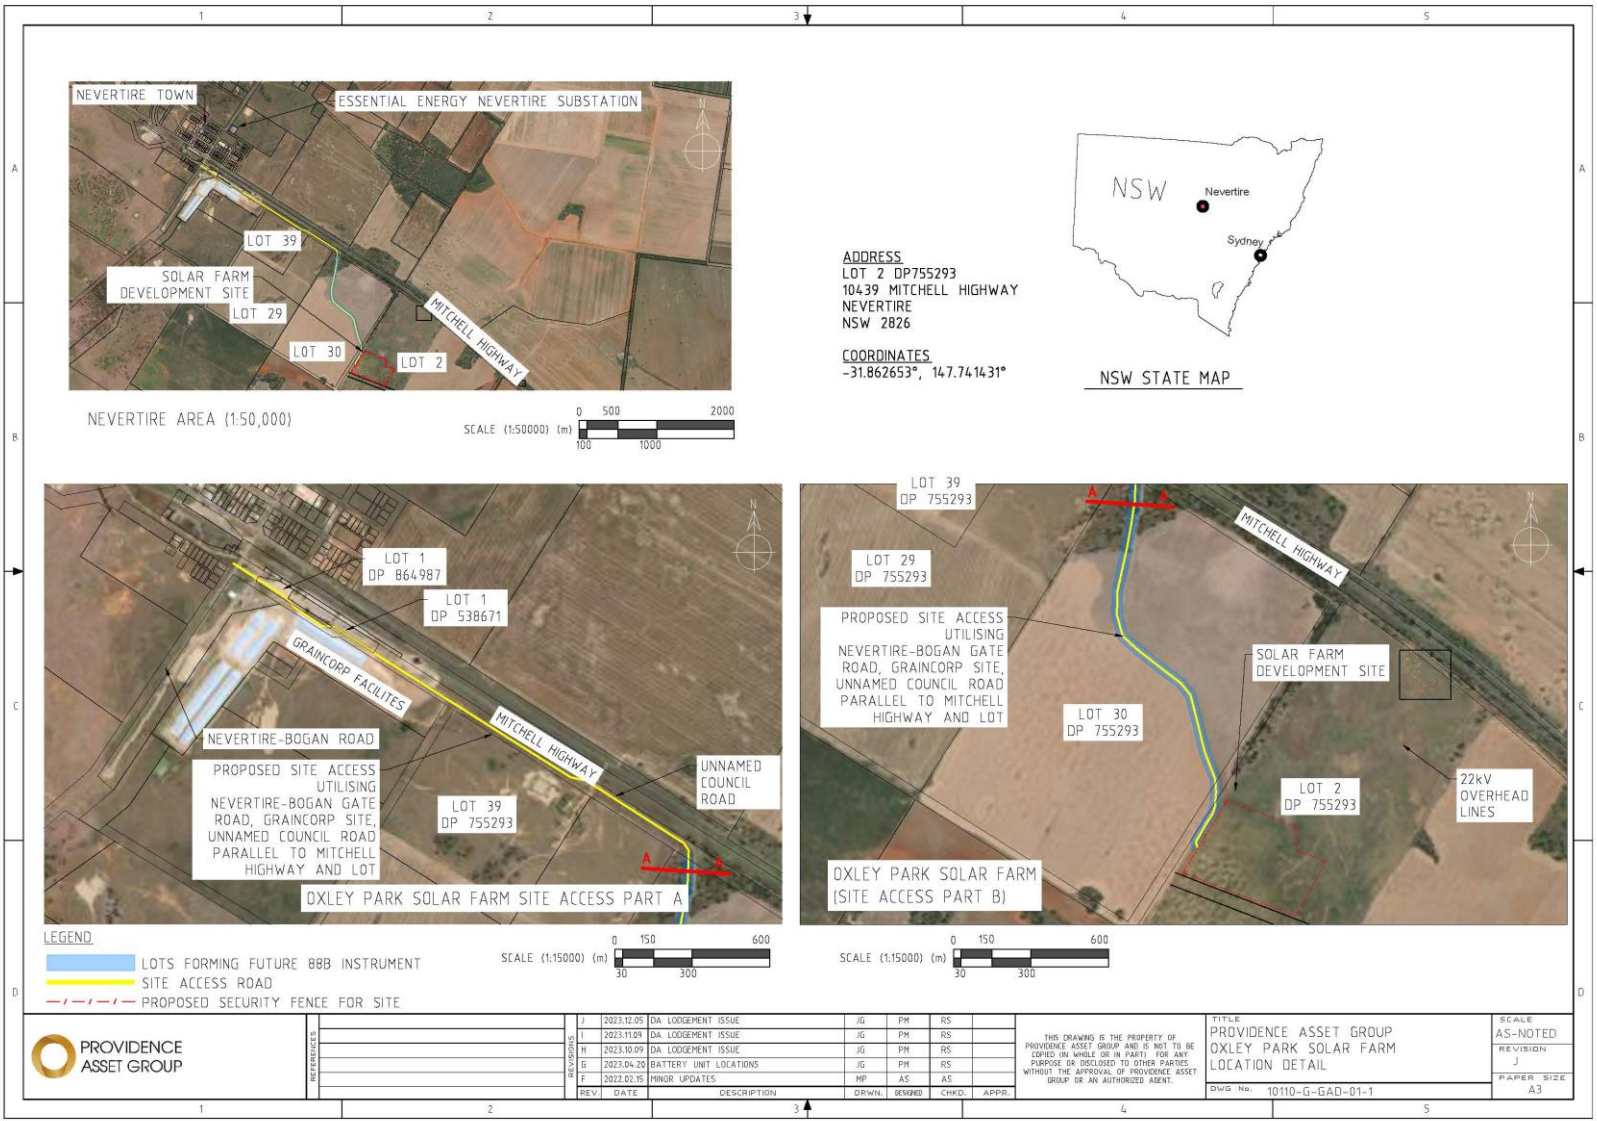 1 2 3 4 5
A
B
C
D
A
B
C
D
NEVERTIRE TOWN
ESSENTIAL ENERGY NEVERTIRE SUBSTATION
N
LOT 39
SOLAR FARM
DEVELOPMENT SITE
LOT 29
LOT 30
LOT 2
MITCHELL HIGHWAY
NEVERTIRE AREA (1:50,000)
SCALE (1:50000) (m)
0 500 2000
100 1000
ADDRESS
LOT 2 DP755293
10439 MITCHELL HIGHWAY
NEVERTIRE
NSW 2826
COORDINATES
-31.862653°, 147.741431°
NSW
Nevertire
Sydney
NSW STATE MAP
N
LOT 1
DP 864987
LOT 1
DP 538671
GRAINCORP FACILITES
NEVERTIRE-BOGAN ROAD
MITCHELL HIGHWAY
PROPOSED SITE ACCESS
UTILISING
NEVERTIRE-BOGAN GATE
ROAD, GRAINCORP SITE,
UNNAMED COUNCIL ROAD
PARALLEL TO MITCHELL
HIGHWAY AND LOT
LOT 39
DP 755293
UNNAMED
COUNCIL
ROAD
A A
OXLEY PARK SOLAR FARM SITE ACCESS PART A
LOT 39
DP 755293
A A
N
MITCHELL HIGHWAY
LOT 29
DP 755293
PROPOSED SITE ACCESS
UTILISING
NEVERTIRE-BOGAN GATE
ROAD, GRAINCORP SITE,
UNNAMED COUNCIL ROAD
PARALLEL TO MITCHELL
HIGHWAY AND LOT
SOLAR FARM
DEVELOPMENT SITE
LOT 30
DP 755293
LOT 2
DP 755293
22kV
OVERHEAD
LINES
OXLEY PARK SOLAR FARM
(SITE ACCESS PART B)
LEGEND
LOTS FORMING FUTURE 88B INSTRUMENT
SITE ACCESS ROAD
PROPOSED SECURITY FENCE FOR SITE
SCALE (1:15000) (m)
0 150 600
30 300
SCALE (1:15000) (m)
0 150 600
30 300
PROVIDENCE
ASSET GROUP
REFERENCES
REVISIONS
J 2023.12.05 DA LODGEMENT ISSUE JG PM RS
I 2023.11.09 DA LODGEMENT ISSUE JG PM RS
H 2023.10.09 DA LODGEMENT ISSUE JG PM RS
G 2023.04.20 BATTERY UNIT LOCATIONS JG PM RS
F 2022.02.15 MINOR UPDATES MP AS AS
REV. DATE DESCRIPTION DRWN. DESIGNED CHKD. APPR.
THIS DRAWING IS THE PROPERTY OF
PROVIDENCE ASSET GROUP AND IS NOT TO BE
COPIED (IN WHOLE OR IN PART) FOR ANY
PURPOSE OR DISCLOSED TO OTHER PARTIES
WITHOUT THE APPROVAL OF PROVIDENCE ASSET
GROUP OR AN AUTHORIZED AGENT.
TITLE
PROVIDENCE ASSET GROUP
OXLEY PARK SOLAR FARM
LOCATION DETAIL
DWG No. 10110-G-GAD-01-1
SCALE
AS-NOTED
REVISION
J
PAPER SIZE
A3
1 2 3 4 5